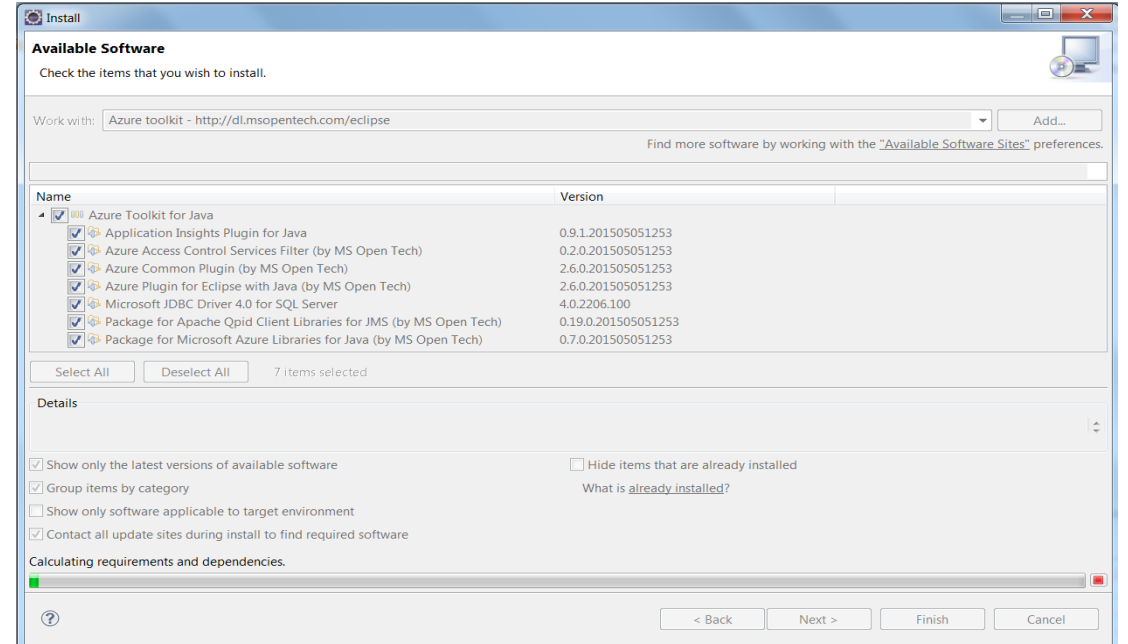 Install
Available Software
Check the items that you wish to install.
Work with: Azure toolkit - http://dl.msopentech.com/eclipse Add...
Find more software by working with the "Available Software Sites" preferences.
Name Version
Azure Toolkit for Java
Application Insights Plugin for Java 0.9.1.201505051253
Azure Access Control Services Filter (by MS Open Tech) 0.2.0.201505051253
Azure Common Plugin (by MS Open Tech) 2.6.0.201505051253
Azure Plugin for Eclipse with Java (by MS Open Tech) 2.6.0.201505051253
Microsoft JDBC Driver 4.0 for SQL Server 4.0.2206.100
Package for Apache Qpid Client Libraries for JMS (by MS Open Tech) 0.19.0.201505051253
Package for Microsoft Azure Libraries for Java (by MS Open Tech) 0.7.0.201505051253
Select All Deselect All 7 items selected
Details
Show only the latest versions of available software Hide items that are already installed
Group items by category What is already installed?
Show only software applicable to target environment
Contact all update sites during install to find required software
Calculating requirements and dependencies.
? < Back Next > Finish Cancel